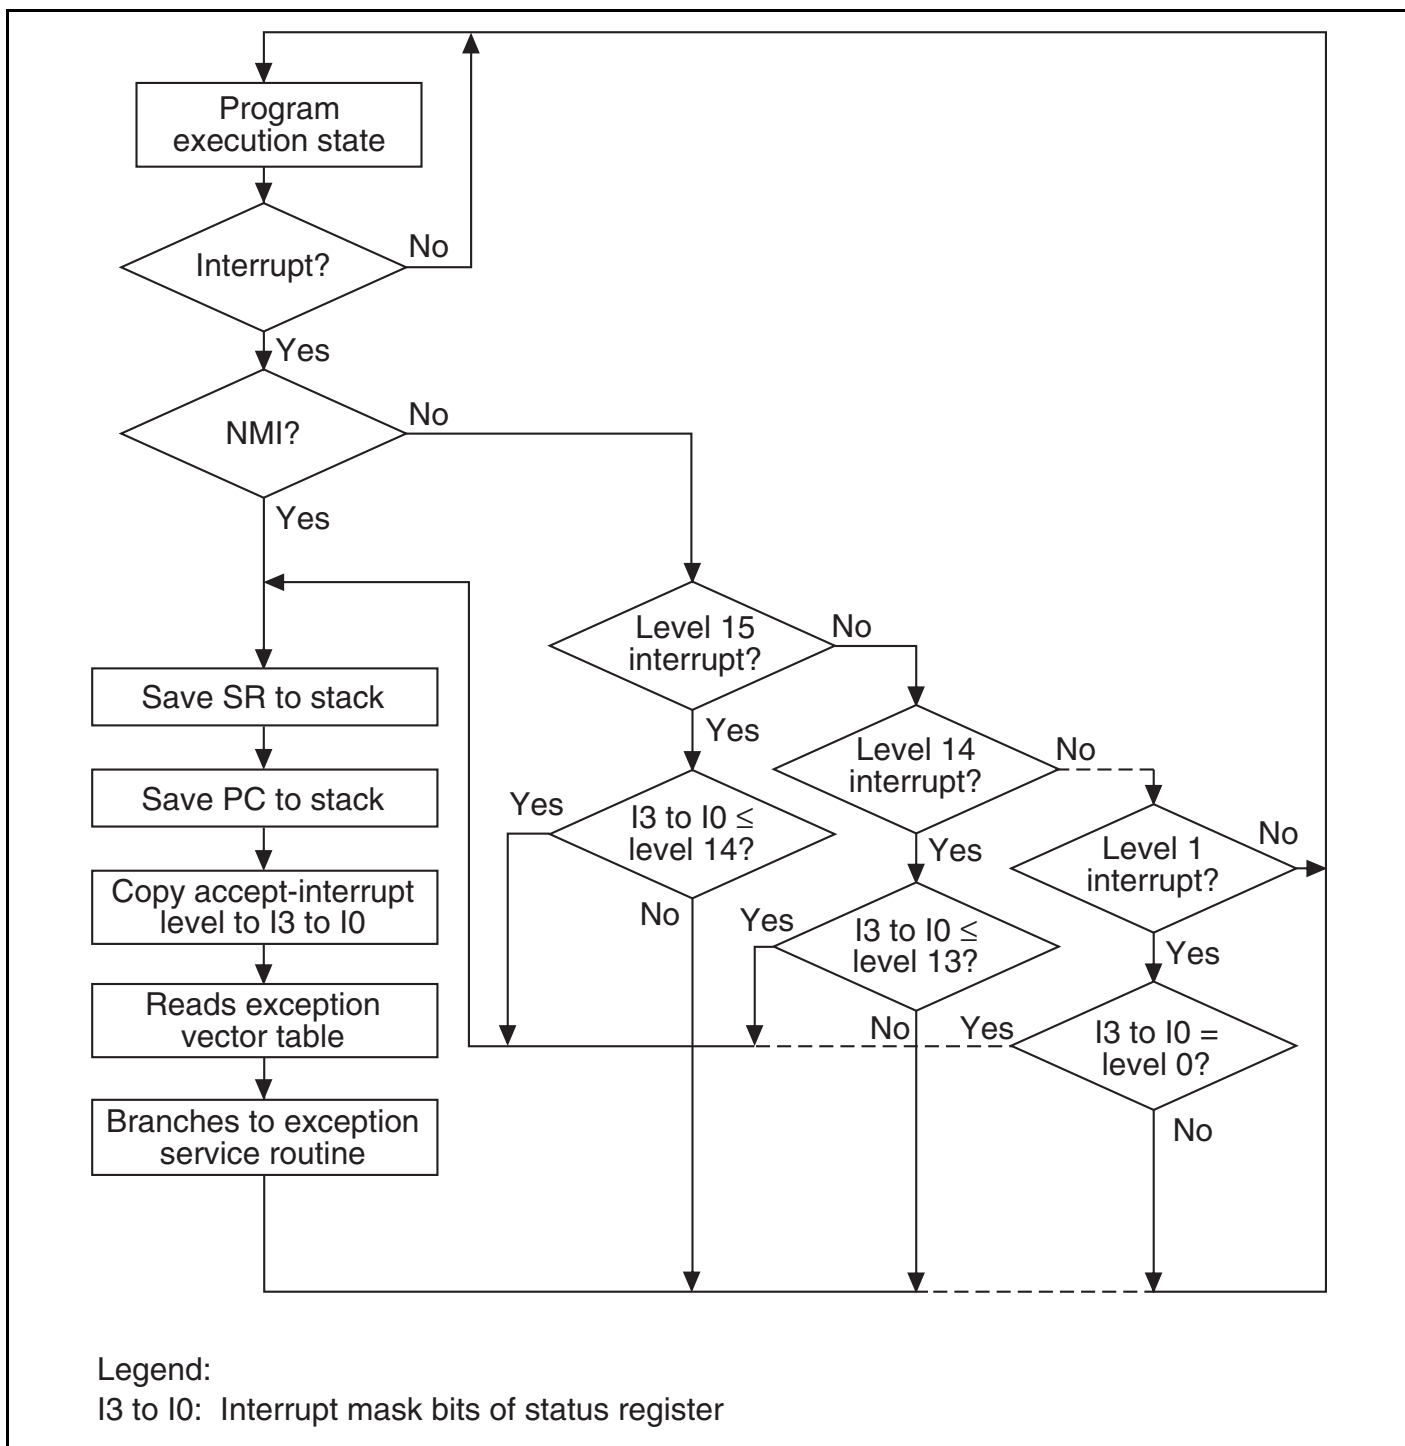 Program
execution state
Interrupt?
No
Yes
NMI?
No
Yes
Level 15
interrupt?
No
Yes
Save SR to stack
Level 14
interrupt?
No
Yes
Save PC to stack
I3 to I0 ≤
level 14?
Yes
No
Level 1
interrupt?
No
Yes
Copy accept-interrupt
level to I3 to I0
I3 to I0 ≤
level 13?
Yes
No
Reads exception
vector table
I3 to I0 =
level 0?
Yes
No
Branches to exception
service routine
Legend:
I3 to I0: Interrupt mask bits of status register